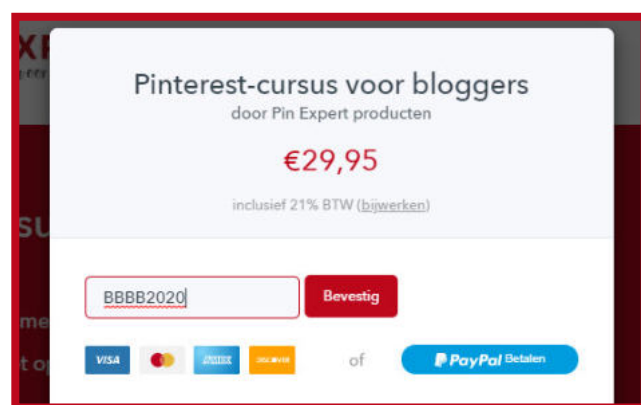 Pinterest-cursus voor bloggers
door Pin Expert producten
€29,95
inclusief 21% BTW (bijwerken)
BBBB2020
Bevestig
VISA
DISCOVER
of
PayPal Betalen